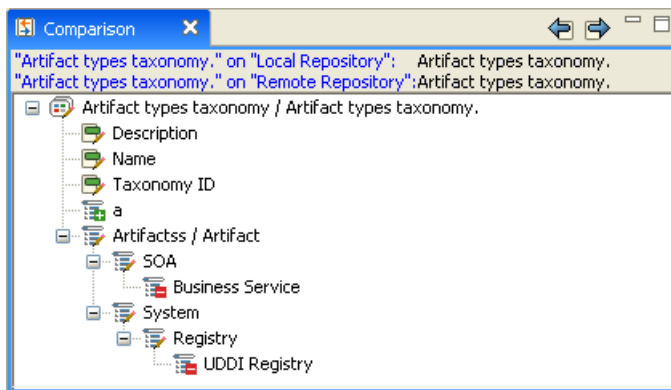 Comparison
"Artifact types taxonomy." on "Local Repository": Artifact types taxonomy.
"Artifact types taxonomy." on "Remote Repository":Artifact types taxonomy.
Artifact types taxonomy / Artifact types taxonomy.
Description
Name
Taxonomy ID
a
Artifactss / Artifact
SOA
Business Service
System
Registry
UDDI Registry